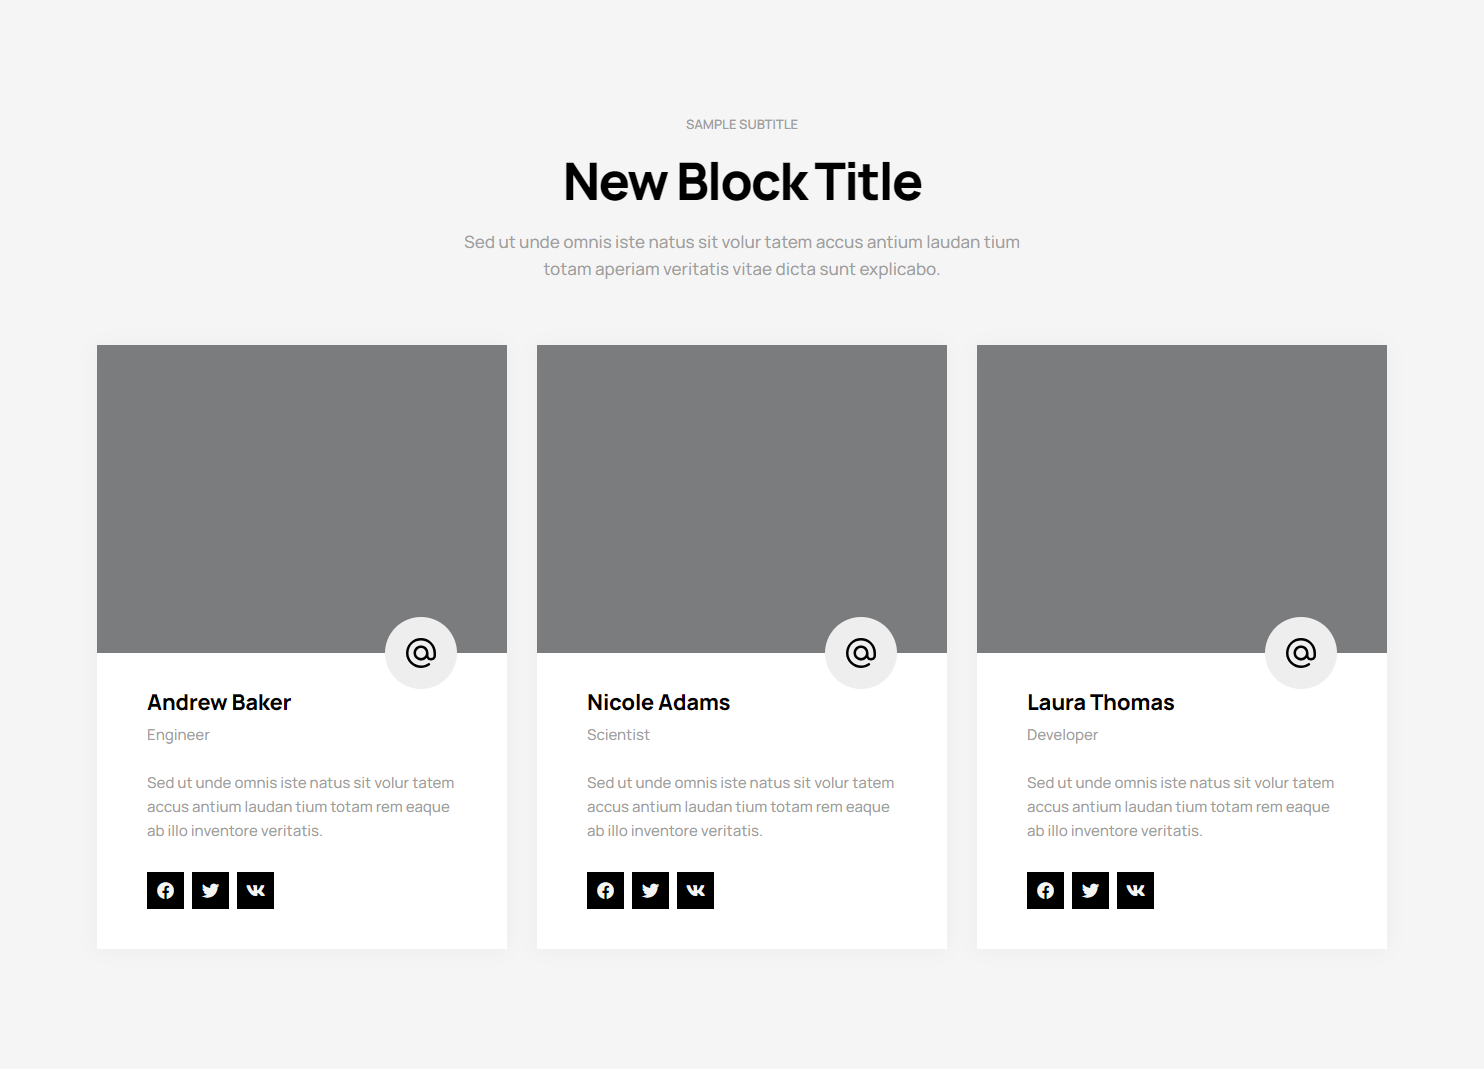 SAMPLE SUBTITLE
New Block Title
Sed ut unde omnis iste natus sit volur tatem accus antium laudan tium
totam aperiam veritatis vitae dicta sunt explicabo.
@
Andrew Baker
Engineer
Sed ut unde omnis iste natus sit volur tatem
accus antium laudan tium totam rem eaque
ab illo inventore veritatis.
@
Nicole Adams
Scientist
Sed ut unde omnis iste natus sit volur tatem
accus antium laudan tium totam rem eaque
ab illo inventore veritatis.
@
Laura Thomas
Developer
Sed ut unde omnis iste natus sit volur tatem
accus antium laudan tium totam rem eaque
ab illo inventore veritatis.